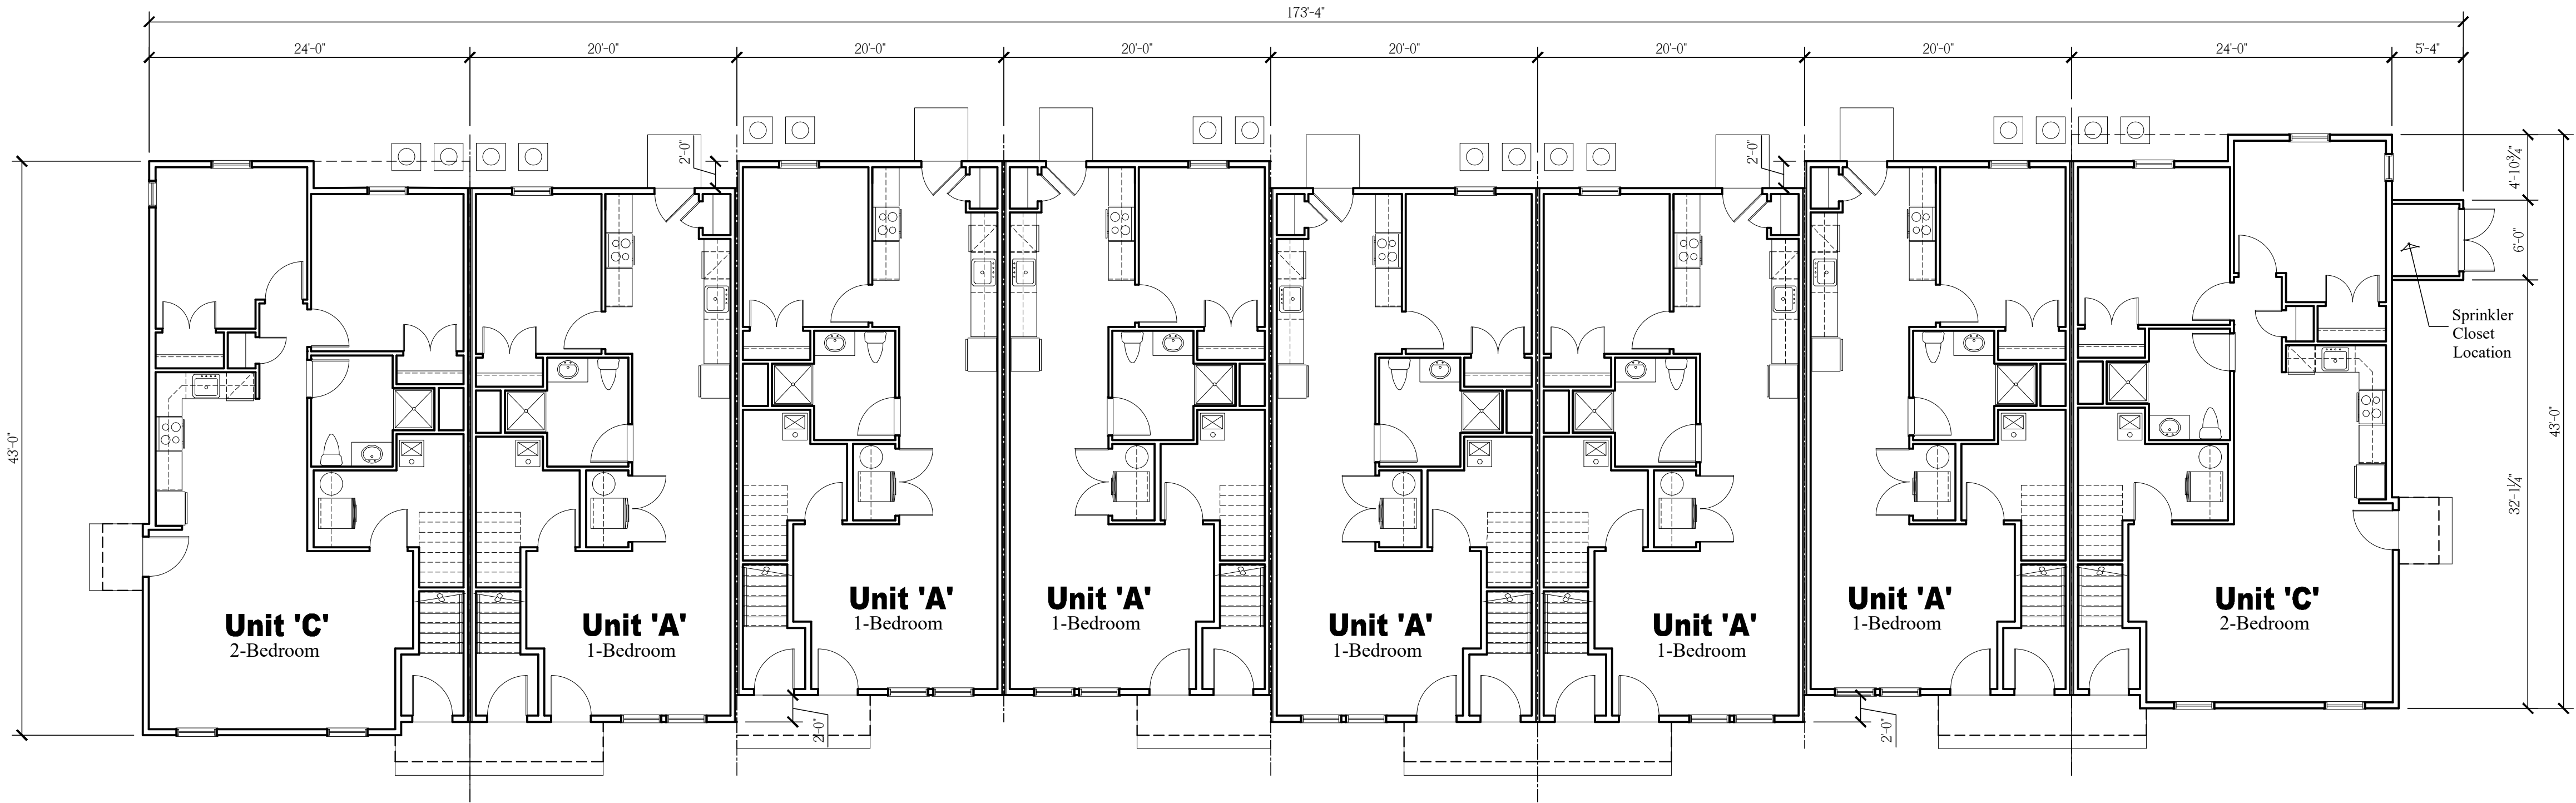 173'-4"
24'-0"
20'-0"
20'-0"
20'-0"
20'-0"
20'-0"
20'-0"
24'-0"
5'-4"
2'-0"
2'-0"
4'-10¾"
6'-0"
Sprinkler
Closet
Location
43'-0"
43'-0"
32'-1¼"
Unit 'C'
2-Bedroom
Unit 'A'
1-Bedroom
Unit 'A'
1-Bedroom
Unit 'A'
1-Bedroom
Unit 'A'
1-Bedroom
Unit 'A'
1-Bedroom
Unit 'A'
1-Bedroom
Unit 'C'
2-Bedroom
2'-0"
2'-0"